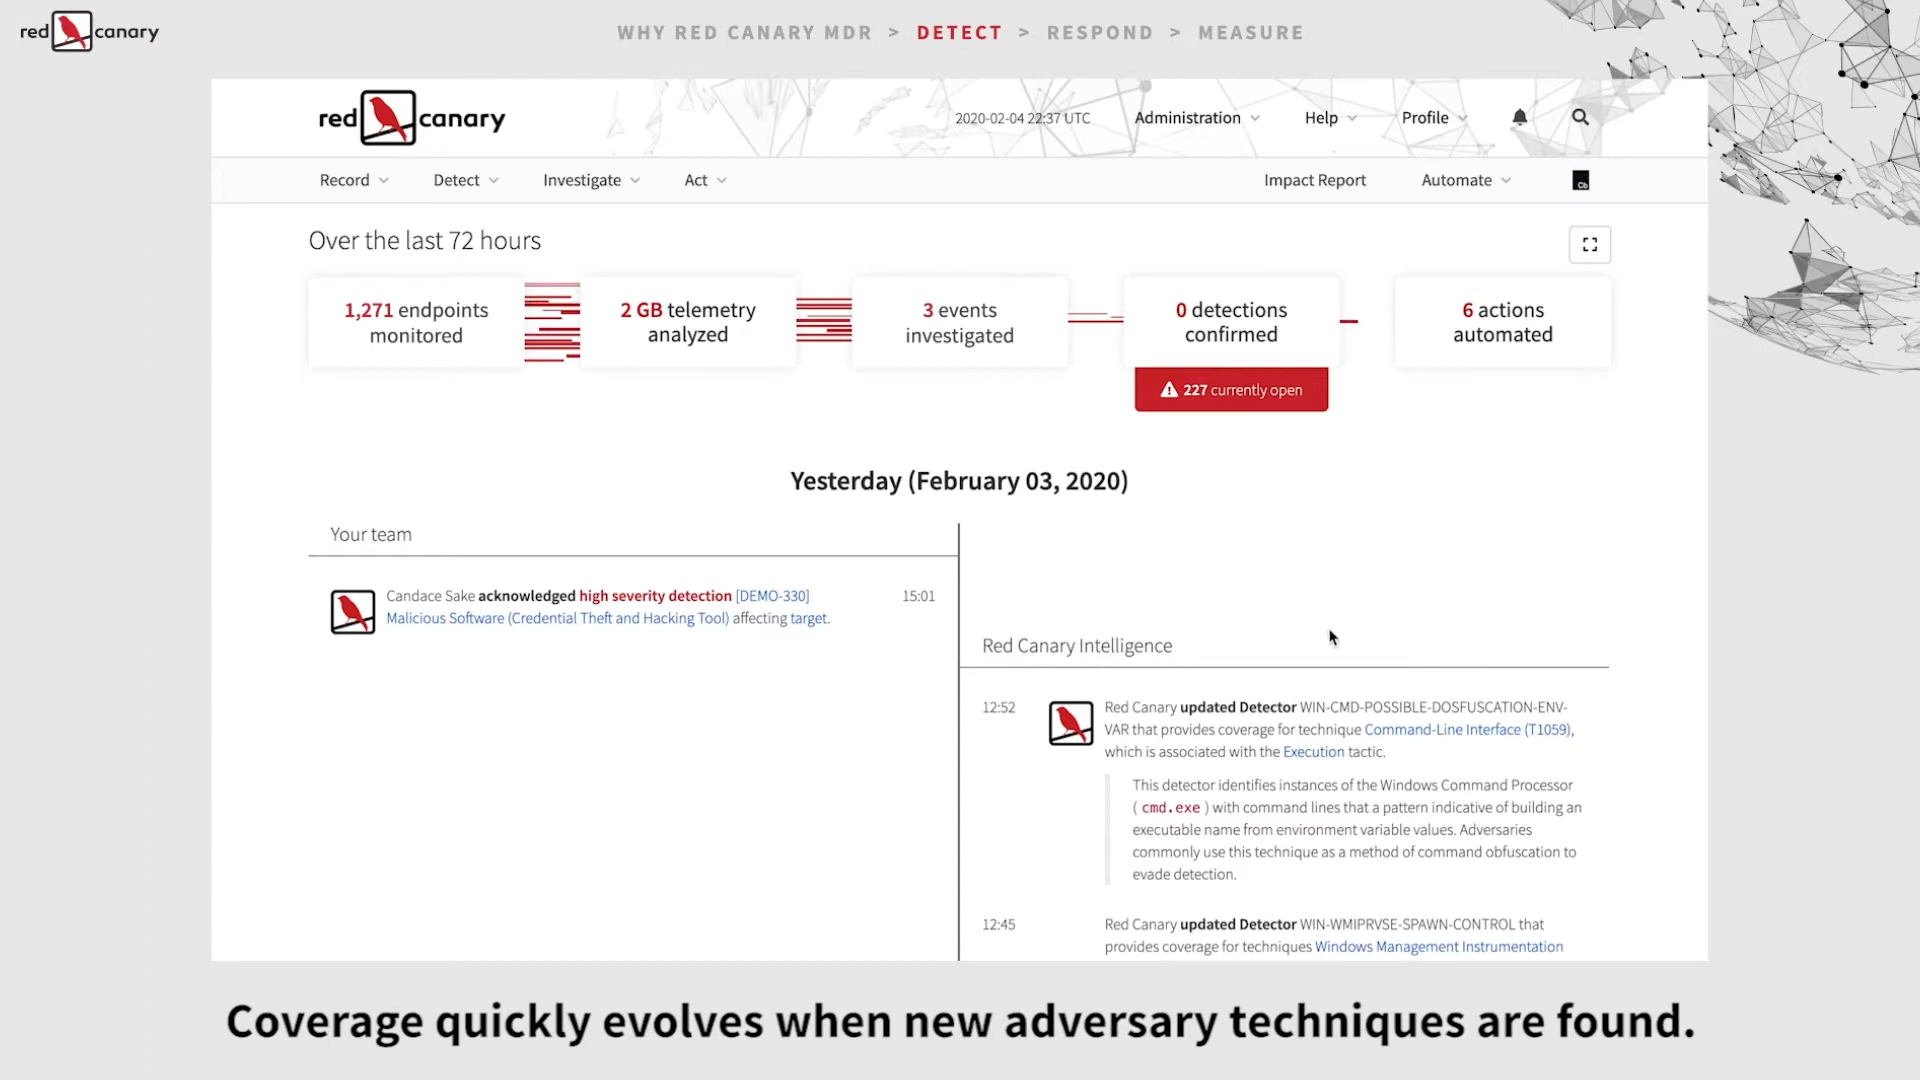 red canary
WHY RED CANARY MDR > DETECT > RESPOND > MEASURE
red canary
2020-02-04 22:37 UTC
Administration
Help
Profile
Record
Detect
Investigate
Act
Impact Report
Automate
Cb
Over the last 72 hours
1,271 endpoints
monitored
2 GB telemetry
analyzed
3 events
investigated
0 detections
confirmed
6 actions
automated
227 currently open
Yesterday (February 03, 2020)
Your team
Candace Sake acknowledged high severity detection [DEMO-330] 15:01
Malicious Software (Credential Theft and Hacking Tool) affecting target.
Red Canary Intelligence
12:52 Red Canary updated Detector WIN-CMD-POSSIBLE-DOSFUSCATION-ENV-
VAR that provides coverage for technique Command-Line Interface (T1059),
which is associated with the Execution tactic.
This detector identifies instances of the Windows Command Processor
( cmd.exe ) with command lines that a pattern indicative of building an
executable name from environment variable values. Adversaries
commonly use this technique as a method of command obfuscation to
evade detection.
12:45 Red Canary updated Detector WIN-WMIPRVSE-SPAWN-CONTROL that
provides coverage for techniques Windows Management Instrumentation
Coverage quickly evolves when new adversary techniques are found.